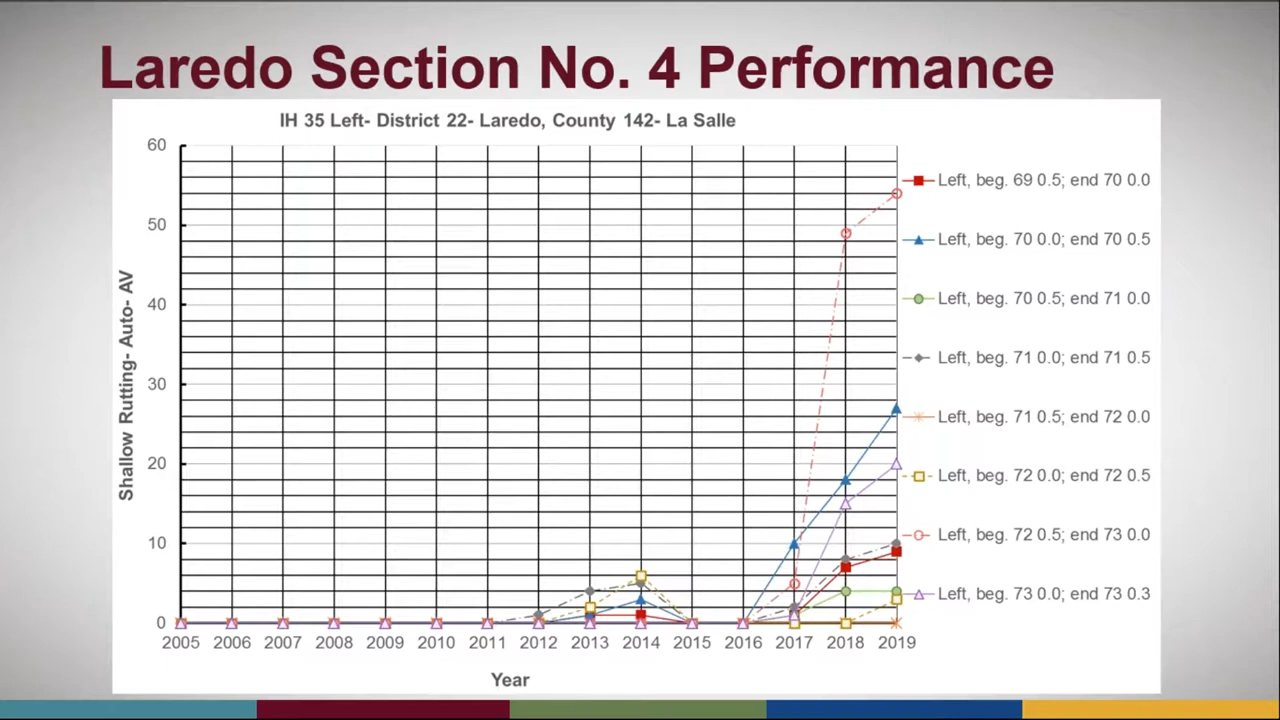 Laredo Section No. 4 Performance
IH 35 Left- District 22- Laredo, County 142- La Salle
60
50
40
30
20
10
0
Shallow Rutting- Auto- AV
2005 2006 2007 2008 2009 2010 2011 2012 2013 2014 2015 2016 2017 2018 2019
Year
Left, beg. 69 0.5; end 70 0.0
Left, beg. 70 0.0; end 70 0.5
Left, beg. 70 0.5; end 71 0.0
Left, beg. 71 0.0; end 71 0.5
Left, beg. 71 0.5; end 72 0.0
Left, beg. 72 0.0; end 72 0.5
Left, beg. 72 0.5; end 73 0.0
Left, beg. 73 0.0; end 73 0.3